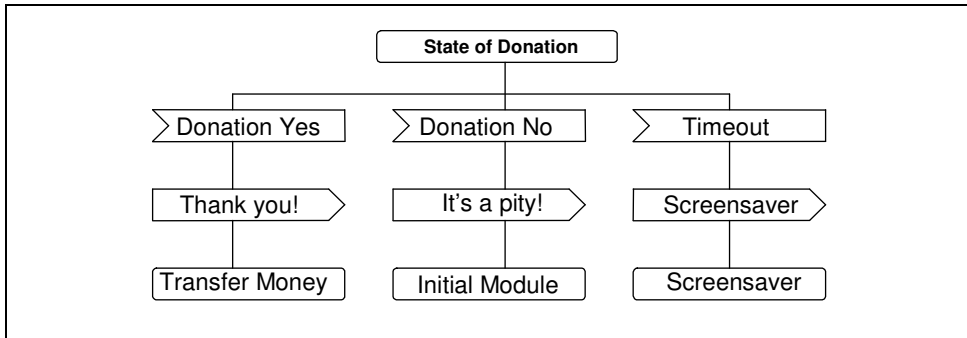 State of Donation
Donation Yes
Donation No
Timeout
Thank you!
It's a pity!
Screensaver
Transfer Money
Initial Module
Screensaver